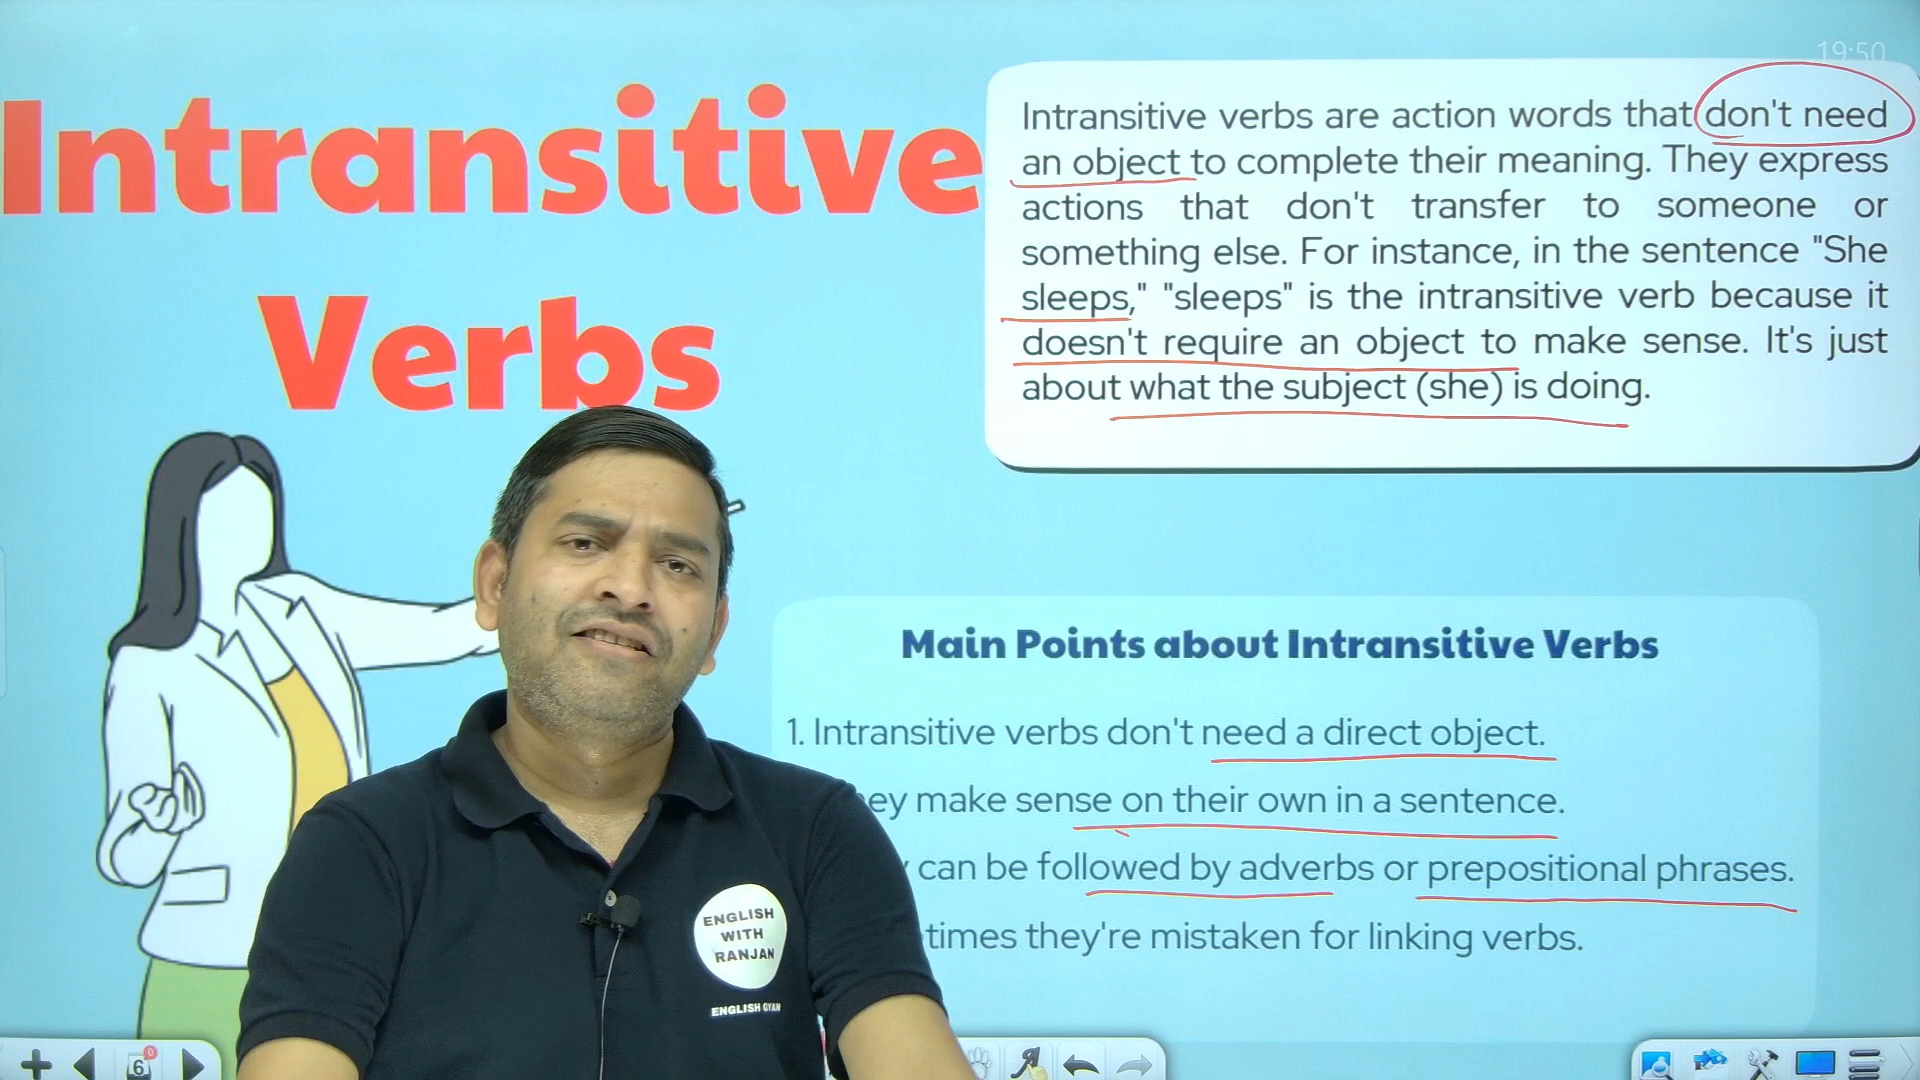 19:50
Intransitive
Verbs
Intransitive verbs are action words that don't need
an object to complete their meaning. They express
actions that don't transfer to someone or
something else. For instance, in the sentence "She
sleeps," "sleeps" is the intransitive verb because it
doesn't require an object to make sense. It's just
about what the subject (she) is doing.
Main Points about Intransitive Verbs
1. Intransitive verbs don't need a direct object.
ey make sense on their own in a sentence.
can be followed by adverbs or prepositional phrases.
times they're mistaken for linking verbs.
ENGLISH
WITH
RANJAN
ENGLISH GYAN
6
0